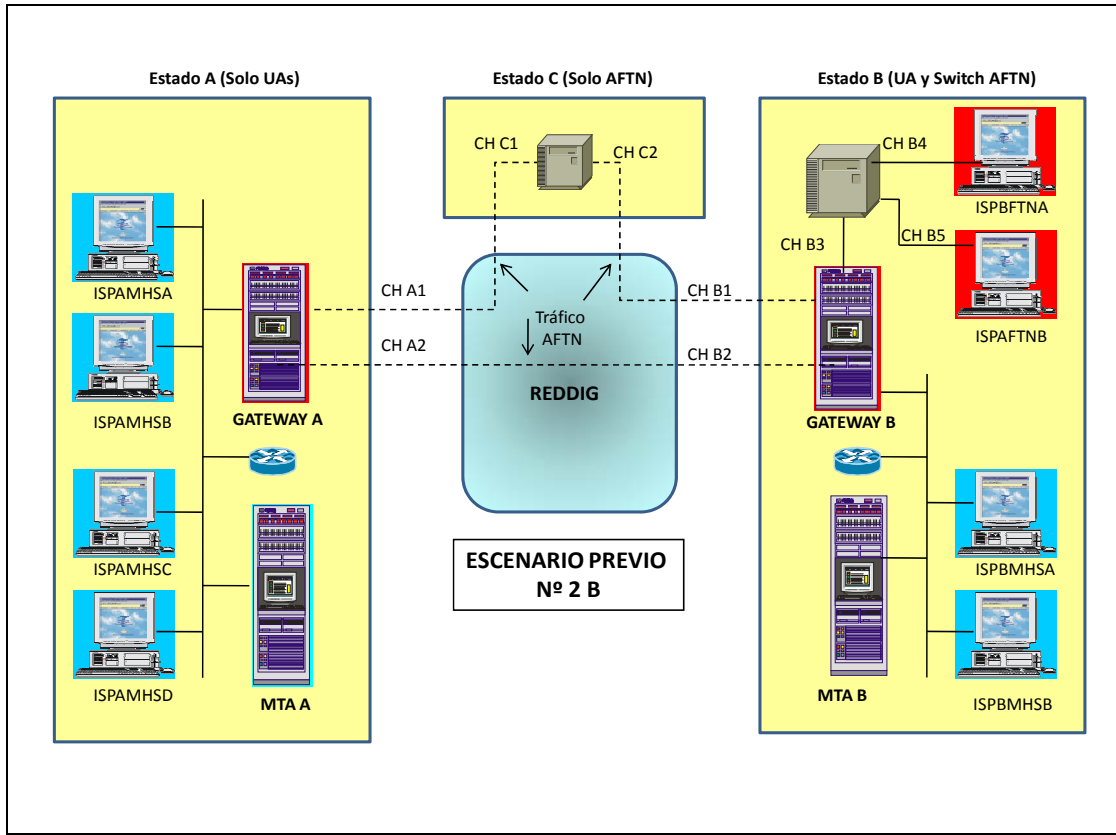 Estado A (Solo UAs)
Estado C (Solo AFTN)
Estado B (UA y Switch AFTN)
CH C1
CH C2
CH B4
ISPBFTNA
CH B3
CH B5
ISPAFTNB
ISPAMHSA
CH A1
CH B1
Tráfico
AFTN
CH A2
CH B2
REDDIG
ISPAMHSB
GATEWAY A
GATEWAY B
ISPAMHSC
ESCENARIO PREVIO
Nº 2 B
ISPBMHSA
ISPAMHSD
MTA A
MTA B
ISPBMHSB